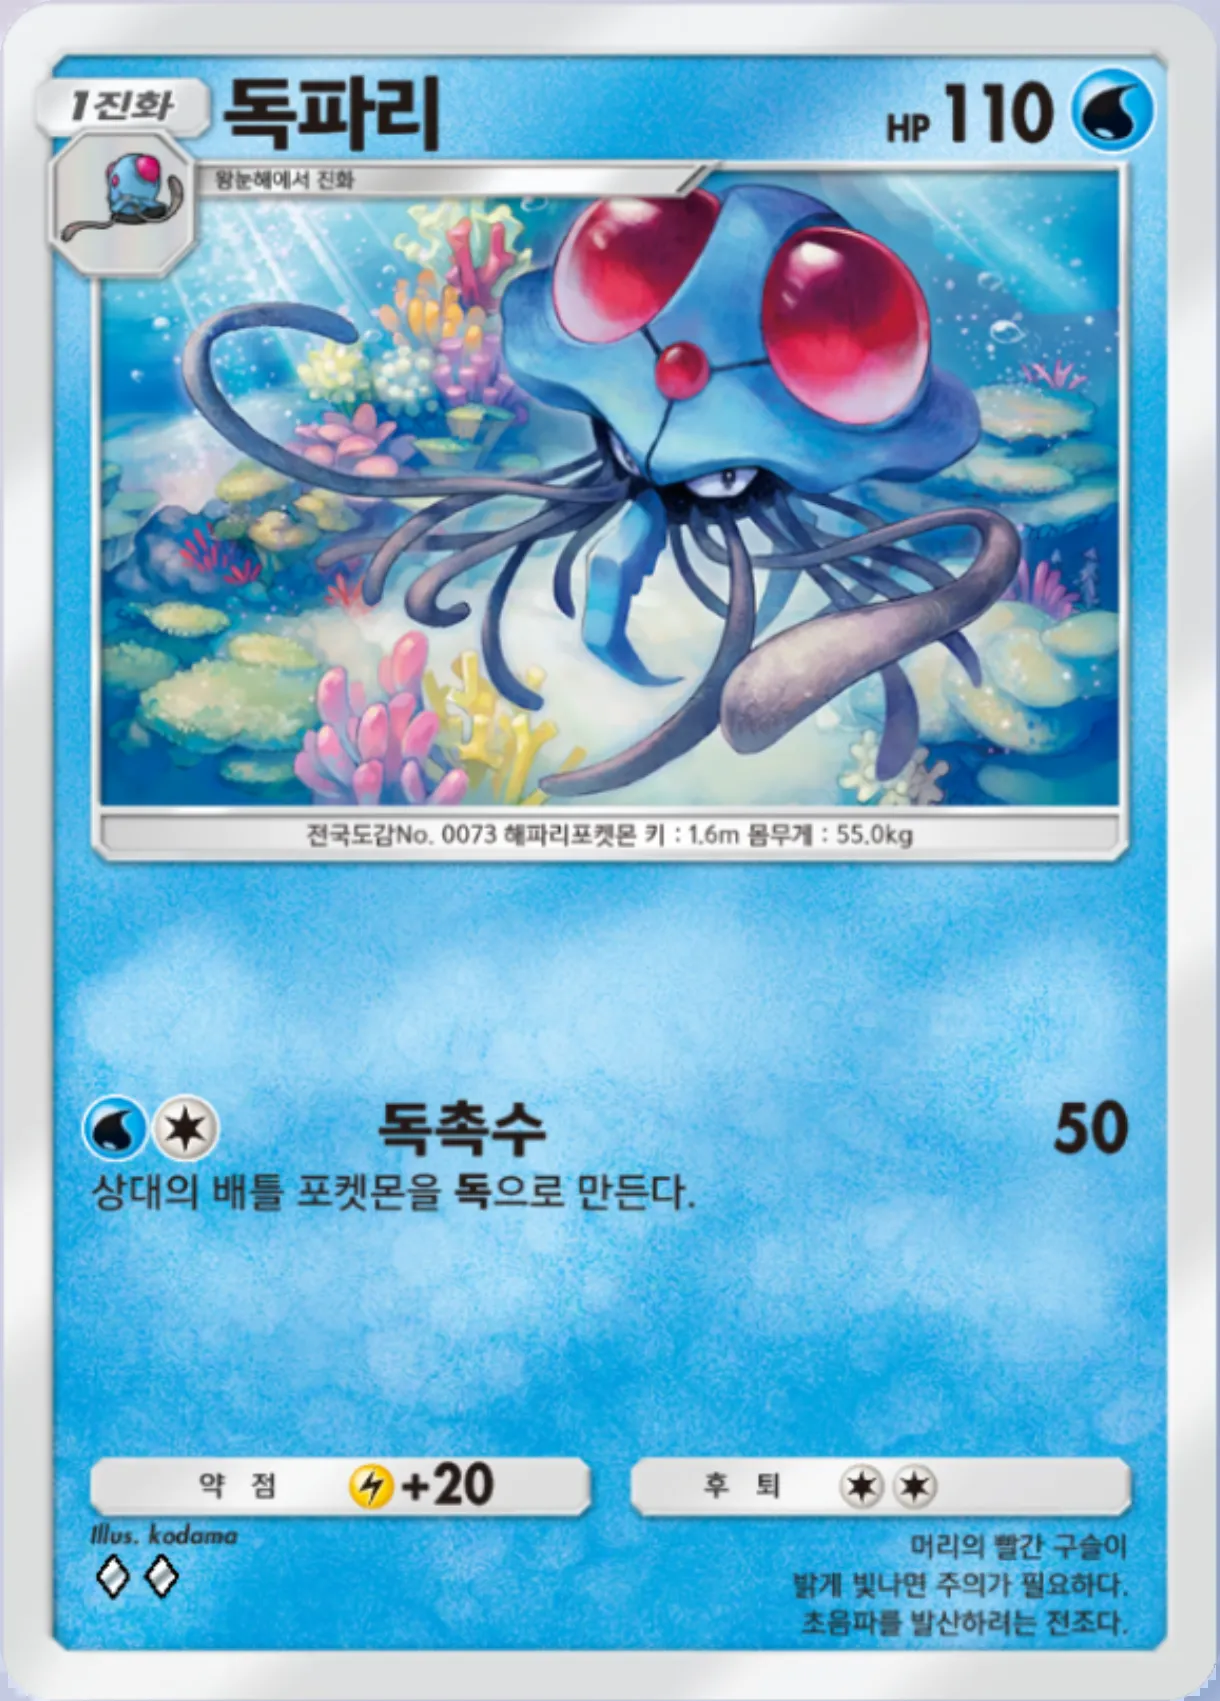 1진화 독파리 HP 110
왕눈해에서 진화
전국도감No. 0073 해파리포켓몬 키 : 1.6m 몸무게 : 55.0kg
독촉수 50
상대의 배틀 포켓몬을 독으로 만든다.
약점 +20 후퇴
Illus. kodama
머리의 빨간 구슬이
밝게 빛나면 주의가 필요하다.
초음파를 발산하려는 전조다.